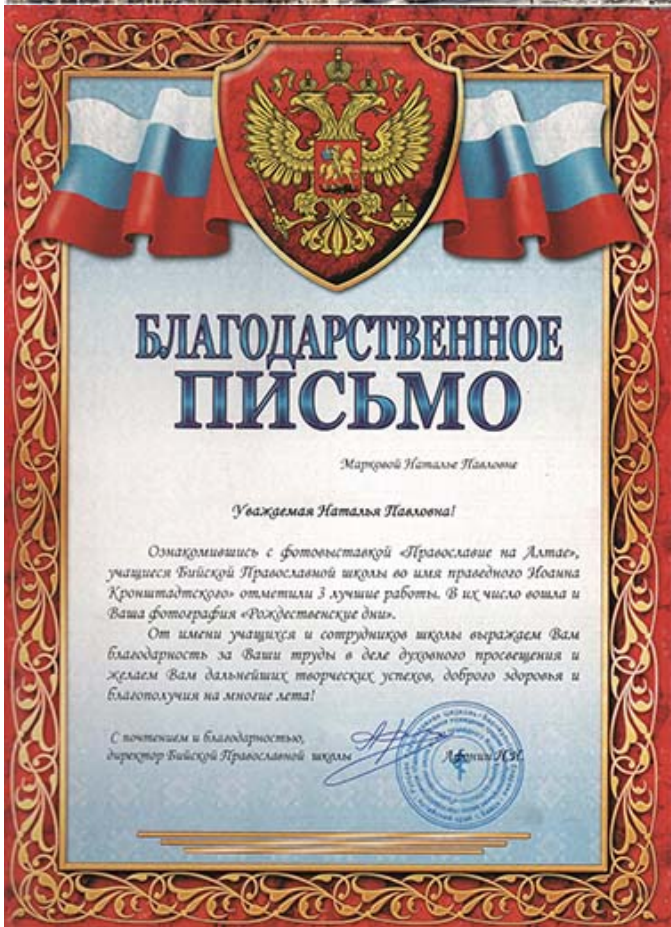 БЛАГОДАРСТВЕННОЕ
ПИСЬМО
Марковой Наталье Павловне
Уважаемая Наталья Павловна!
Ознакомившись с фотовыставкой «Православие на Алтае»,
учащиеся Бийской Православной школы во имя праведного Иоанна
Кронштадтского» отметили 3 лучшие работы. В их число вошла и
Ваша фотография «Рождественские дни».
От имени учащихся и сотрудников школы выражаем Вам
благодарность за Ваши труды в деле духовного просвещения и
желаем Вам дальнейших творческих успехов, доброго здоровья и
благополучия на многие лета!
С почтением и благодарностью,
директор Бийской Православной школы Афонин